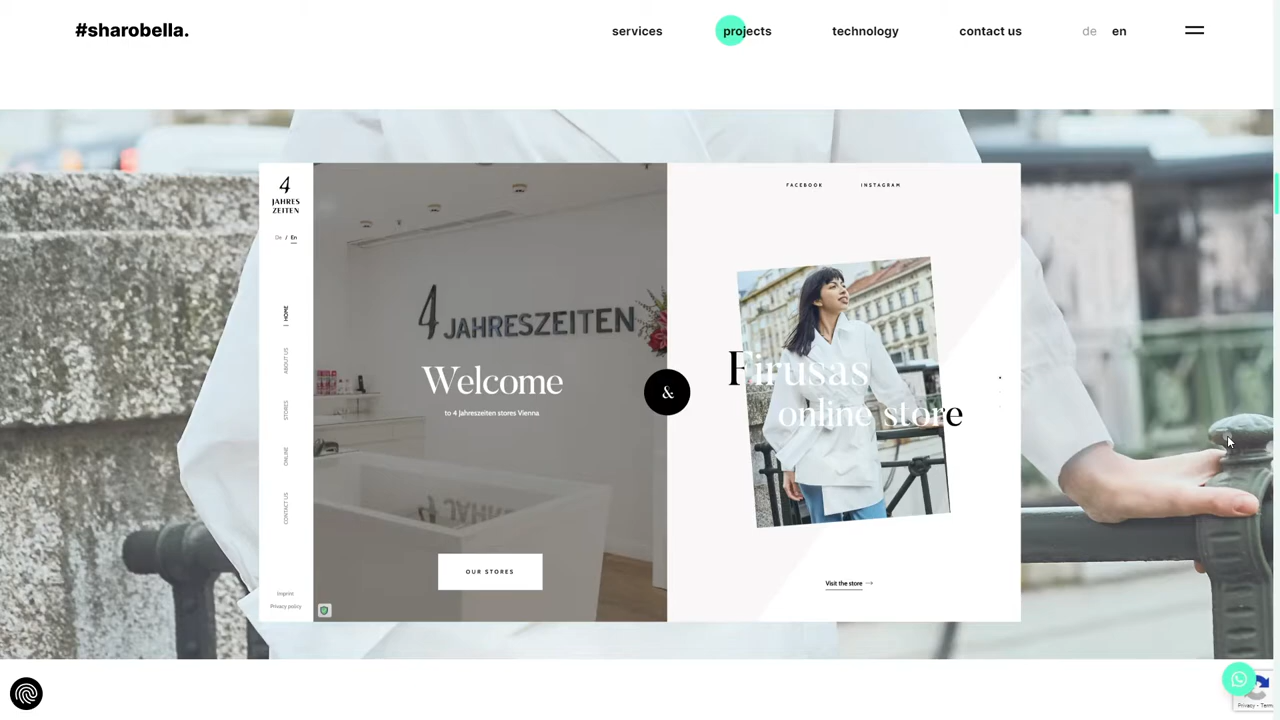 #sharobella.
services
projects
technology
contact us
de
en
4
JAHRES
ZEITEN
De / En
HOME
ABOUT US
STORES
ONLINE
CONTACT US
Imprint
Privacy policy
4 JAHRESZEITEN
Welcome
to 4 Jahreszeiten stores Vienna
OUR STORES
&
FACEBOOK
INSTAGRAM
Firusas
online store
Visit the store
Privacy - Term